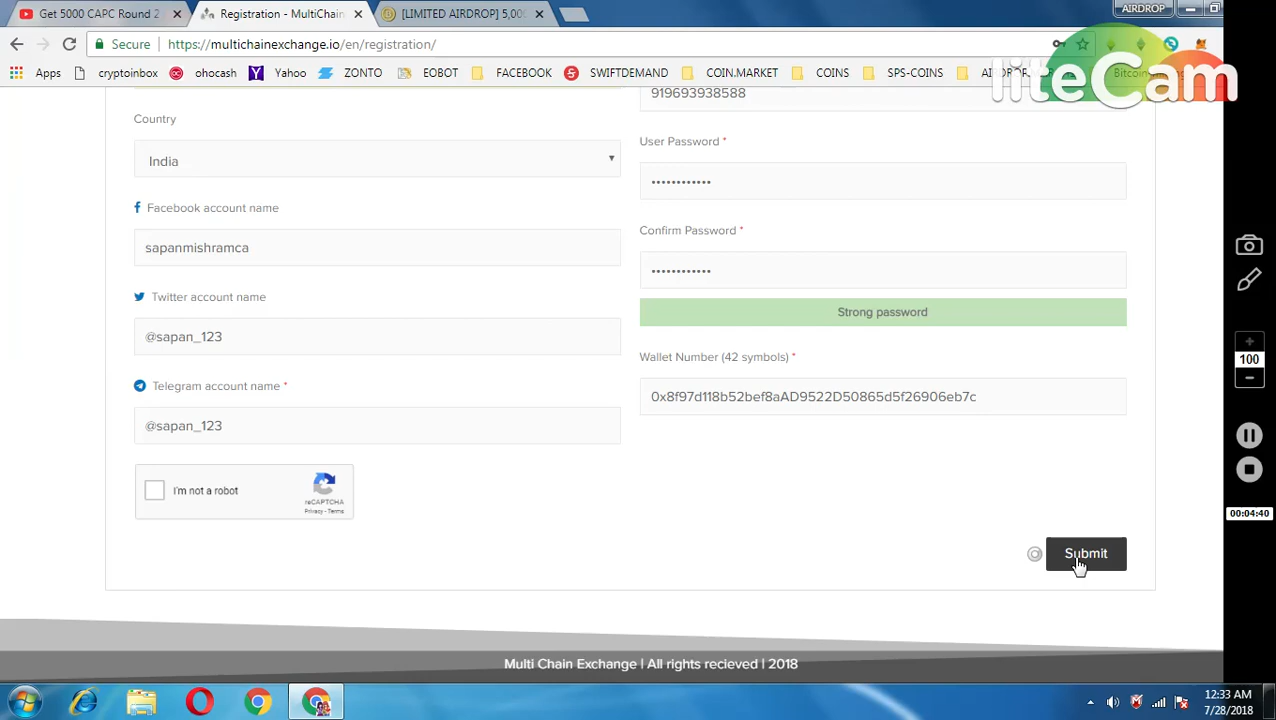 Get 5000 CAPC Round 2
Registration - MultiChain
[LIMITED AIRDROP] 5,00
AIRDROP
Secure
https://multichainexchange.io/en/registration/
Apps
cryptoinbox
ohocash
Yahoo
ZONTO
EOBOT
FACEBOOK
SWIFTDEMAND
COIN.MARKET
COINS
SPS-COINS
liteCam
919693938588
Country
India
User Password *
••••••••••••
Facebook account name
sapanmishramca
Confirm Password *
••••••••••••
Strong password
Twitter account name
@sapan_123
Wallet Number (42 symbols) *
0x8f97d118b52bef8aAD9522D50865d5f26906eb7c
Telegram account name *
@sapan_123
I'm not a robot
reCAPTCHA
Privacy - Terms
Submit
100
00:04:40
Multi Chain Exchange | All rights recieved | 2018
12:33 AM
7/28/2018